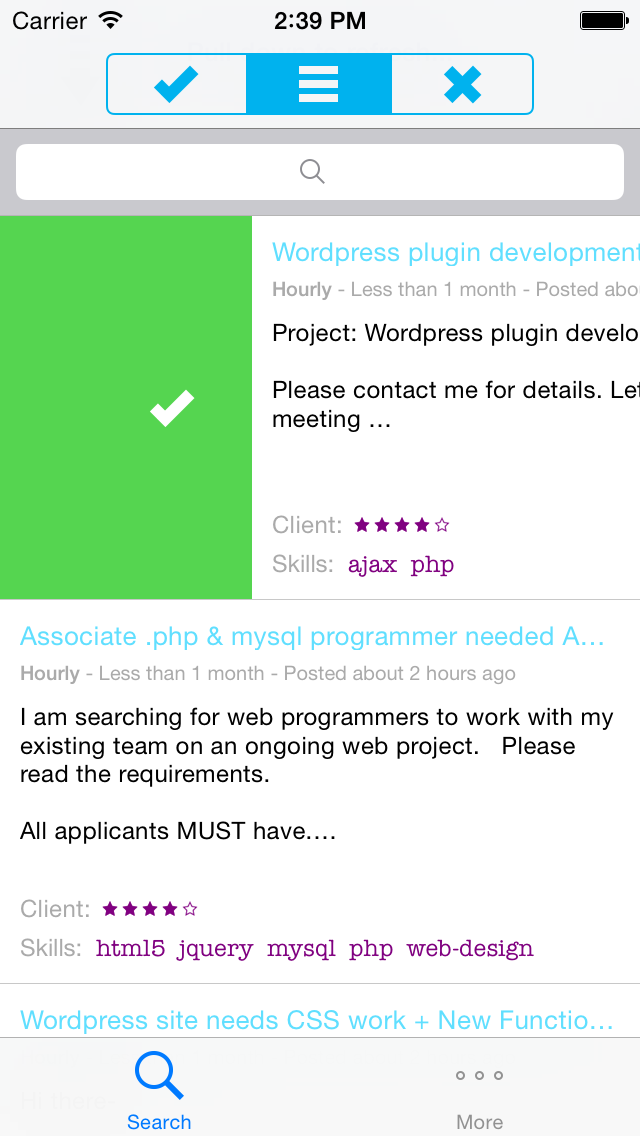 Carrier 2:39 PM
Wordpress plugin development
Hourly - Less than 1 month - Posted abo
Project: Wordpress plugin develo
Please contact me for details. Let
meeting …
Client:
Skills: ajax php
Associate .php & mysql programmer needed A…
Hourly - Less than 1 month - Posted about 2 hours ago
I am searching for web programmers to work with my
existing team on an ongoing web project.   Please
read the requirements.
All applicants MUST have….
Client:
Skills: html5 jquery mysql php web-design
Wordpress site needs CSS work + New Functio…
Hi there
Search More